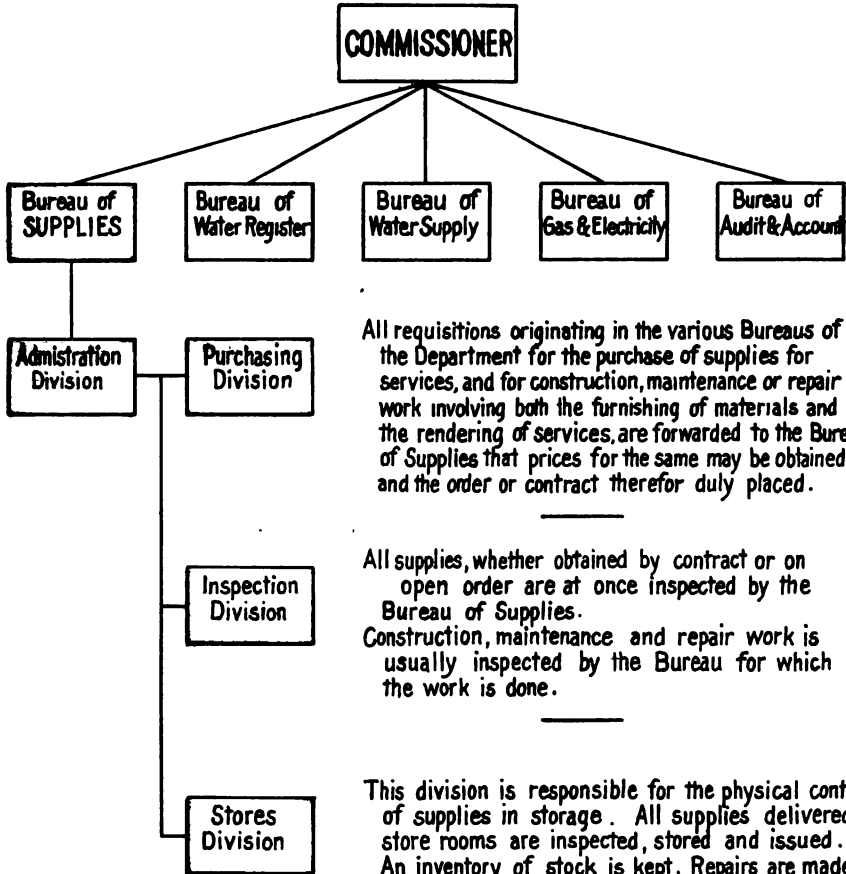 COMMISSIONER
Bureau of
SUPPLIES
Bureau of
Water Register
Bureau of
Water Supply
Bureau of
Gas & Electricity
Bureau of
Audit & Account
Admistration
Division
Purchasing
Division
All requisitions originating in the various Bureaus of
the Department for the purchase of supplies for
services, and for construction, maintenance or repair
work involving both the furnishing of materials and
the rendering of services, are forwarded to the Bure
of Supplies that prices for the same may be obtained
and the order or contract therefor duly placed.
Inspection
Division
All supplies, whether obtained by contract or on
open order are at once inspected by the
Bureau of Supplies.
Construction, maintenance and repair work is
usually inspected by the Bureau for which
the work is done.
Stores
Division
This division is responsible for the physical cont
of supplies in storage. All supplies delivered
store rooms are inspected, stored and issued.
An inventory of stock is kept. Repairs are made